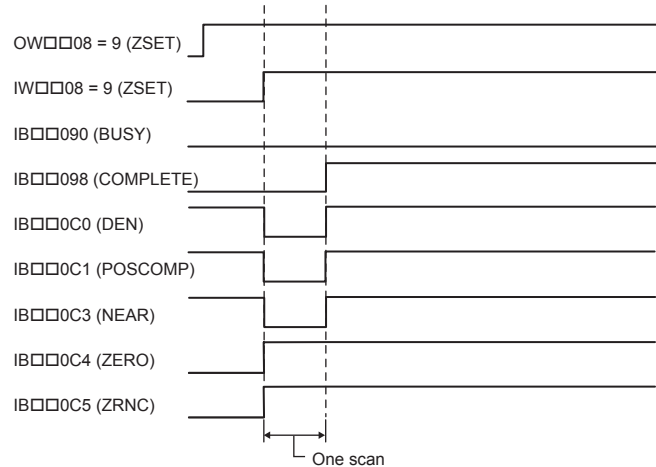 OW□□08 = 9 (ZSET)
IW□□08 = 9 (ZSET)
IB□□090 (BUSY)
IB□□098 (COMPLETE)
IB□□0C0 (DEN)
IB□□0C1 (POSCOMP)
IB□□0C3 (NEAR)
IB□□0C4 (ZERO)
IB□□0C5 (ZRNC)
One scan